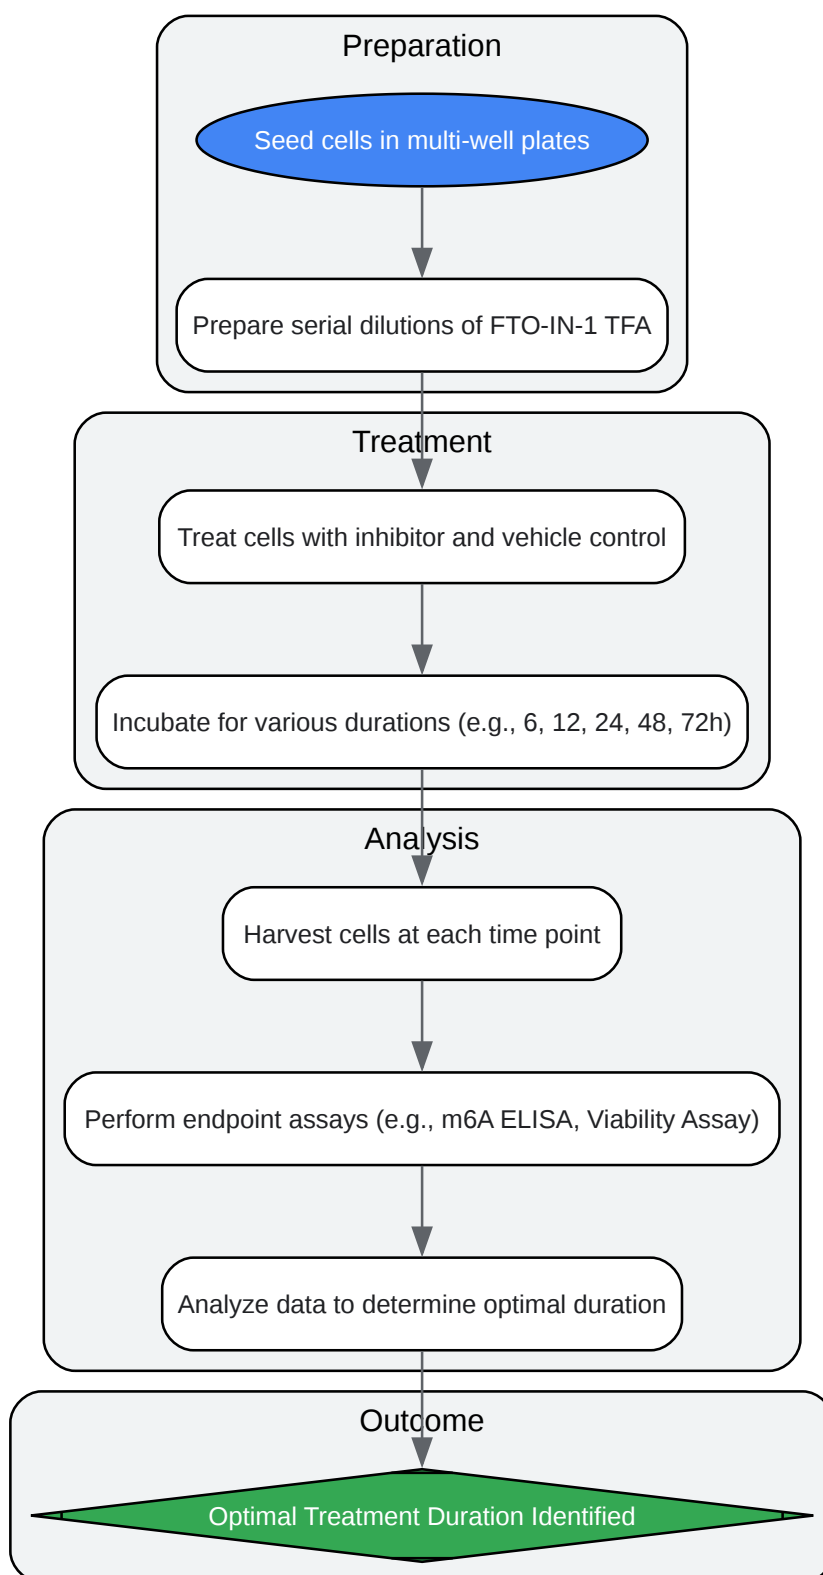 Preparation
Seed cells in multi-well plates
Prepare serial dilutions of FTO-IN-1 TFA
Treatment
Treat cells with inhibitor and vehicle control
Incubate for various durations (e.g., 6, 12, 24, 48, 72h)
Analysis
Harvest cells at each time point
Perform endpoint assays (e.g., m6A ELISA, Viability Assay)
Analyze data to determine optimal duration
Outcome
Optimal Treatment Duration Identified